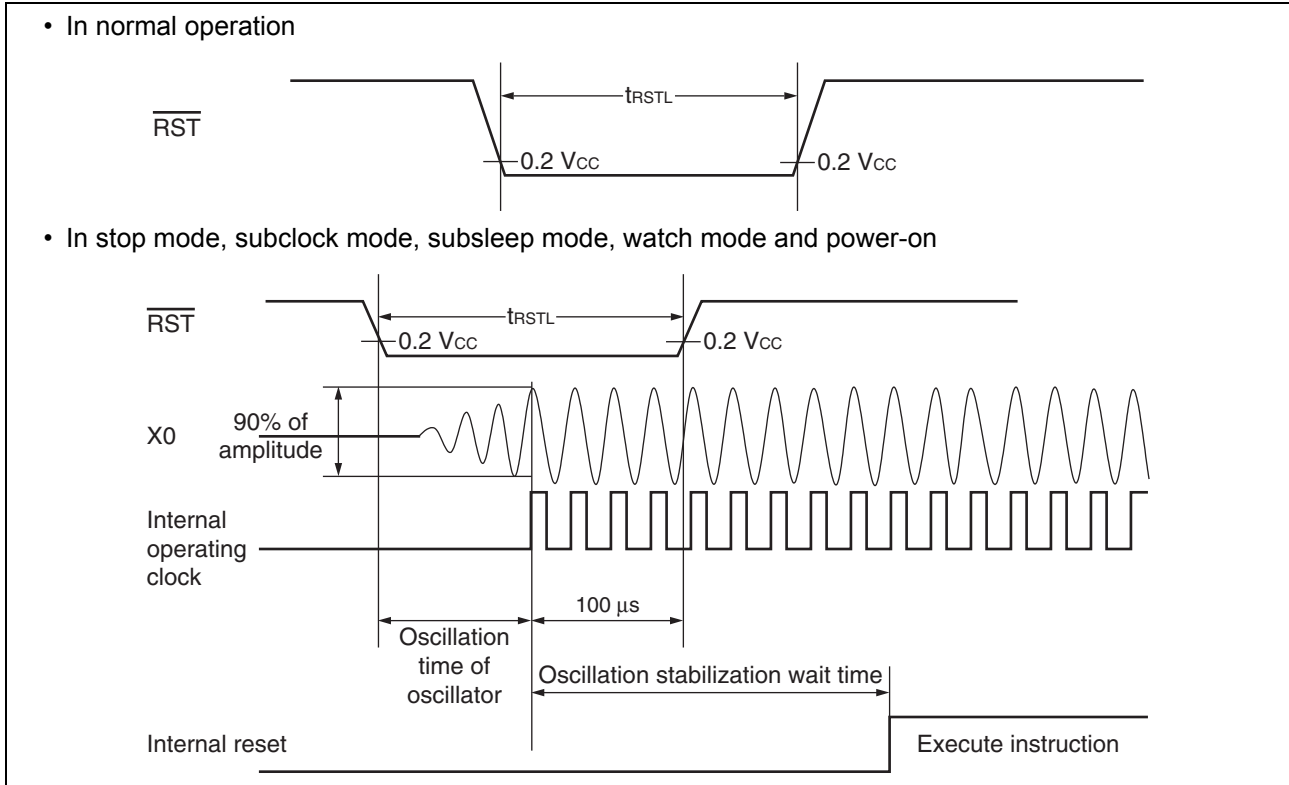 • In normal operation
tRSTL
RST
0.2 VCC
0.2 VCC
• In stop mode, subclock mode, subsleep mode, watch mode and power-on
RST
tRSTL
0.2 VCC
0.2 VCC
X0
90% of
amplitude
Internal
operating
clock
100 μs
Oscillation
time of
oscillator
Oscillation stabilization wait time
Internal reset
Execute instruction